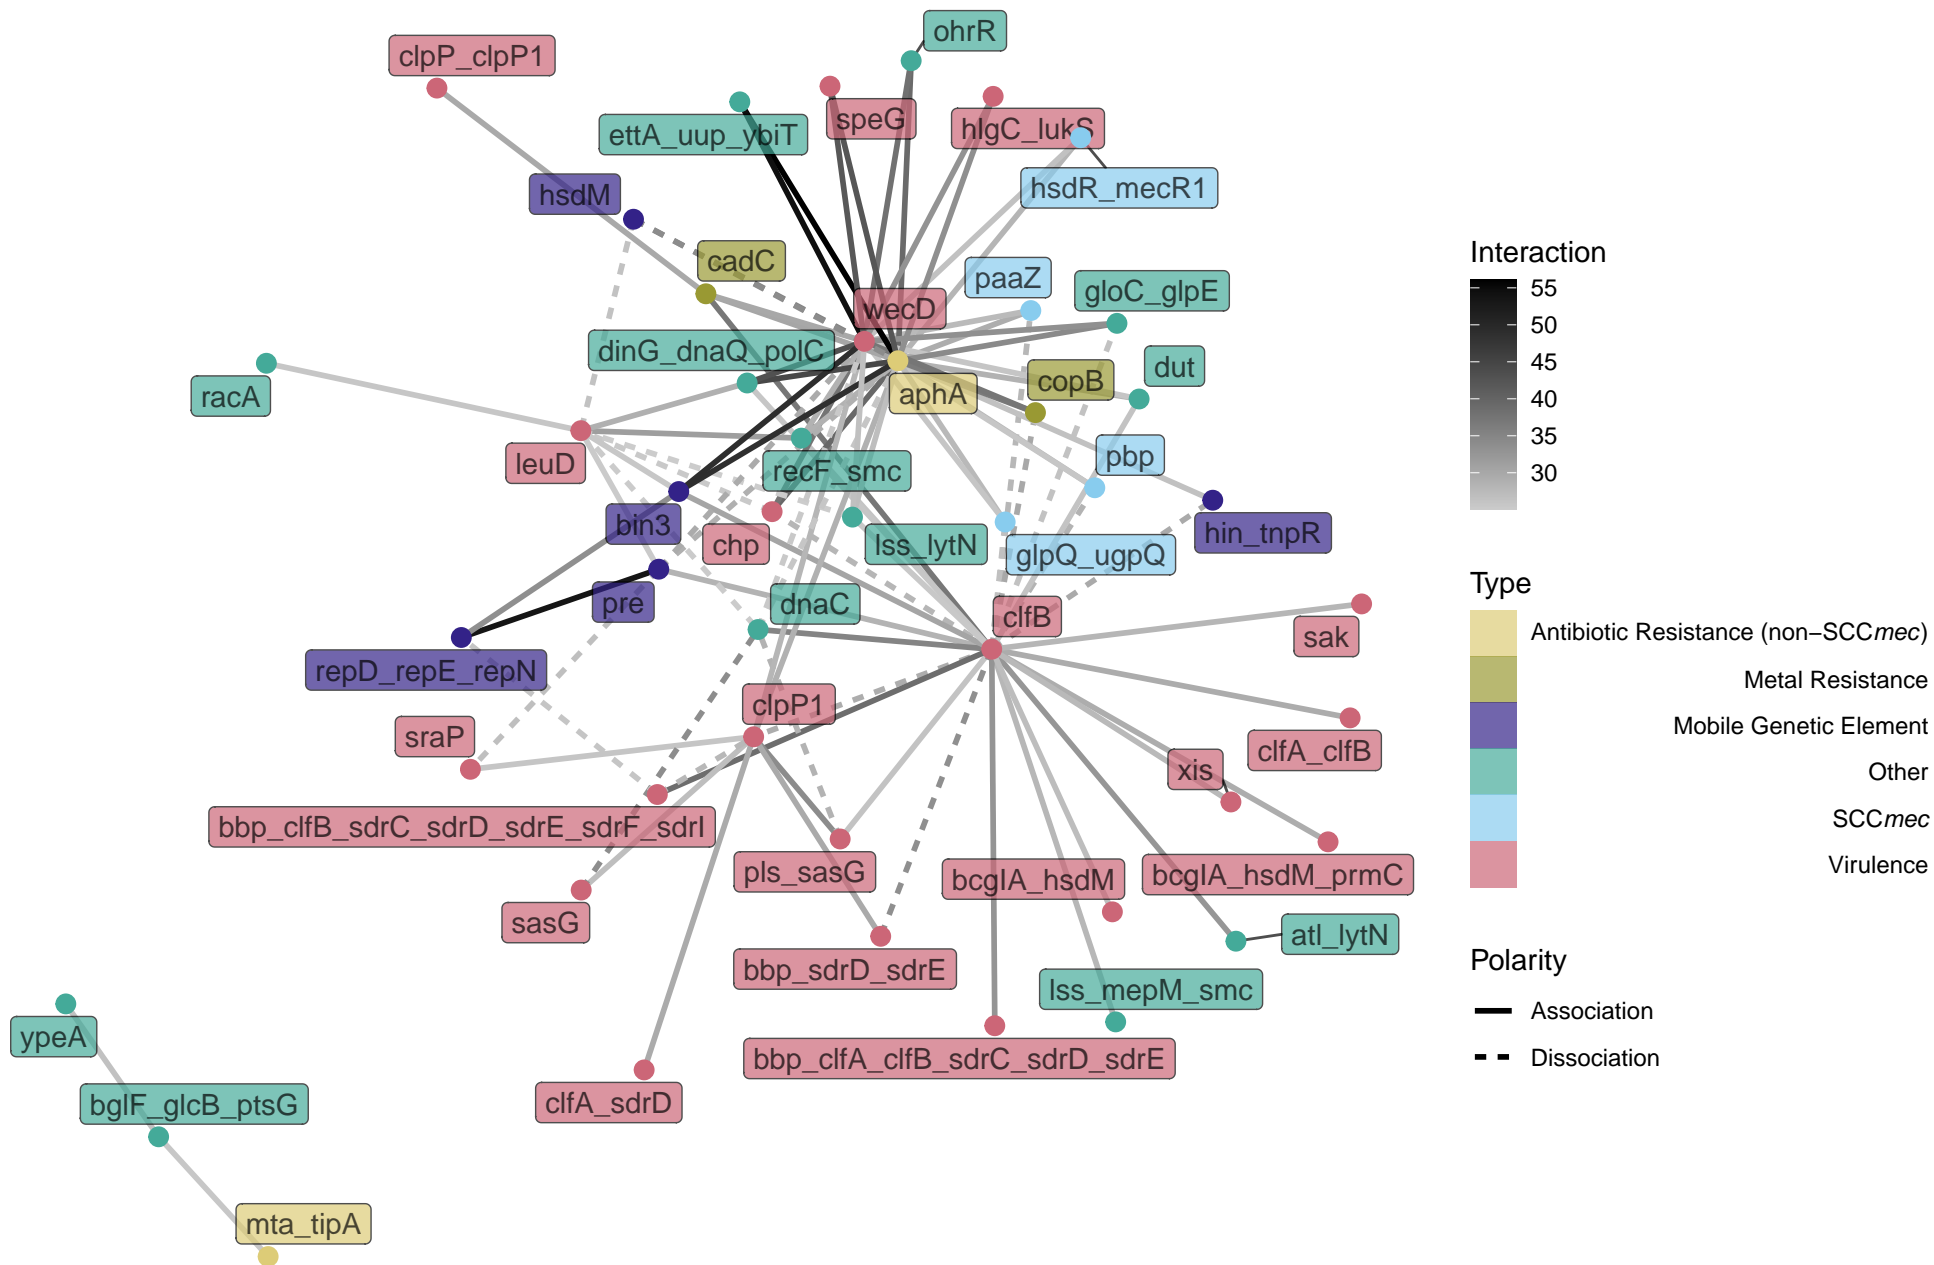 ohrR
clpP_clpP1
speG
hlgC_lukS
ettA_uup_ybiT
hsdR_mecR1
hsdM
cadC
paaZ
gloC_glpE
wecD
dinG_dnaQ_polC
dut
copB
racA
aphA
leuD
pbp
recF_smc
bin3
chp
lss_lytN
glpQ_ugpQ
hin_tnpR
pre
dnaC
clfB
sak
repD_repE_repN
clpP1
sraP
clfA_clfB
xis
bbp_clfB_sdrC_sdrD_sdrE_sdrF_sdrI
pls_sasG
bcgIA_hsdM
bcgIA_hsdM_prmC
sasG
atl_lytN
bbp_sdrD_sdrE
lss_mepM_smc
ypeA
bbp_clfA_clfB_sdrC_sdrD_sdrE
bglF_glcB_ptsG
clfA_sdrD
mta_tipA
Interaction
55
50
45
40
35
30
Type
Antibiotic Resistance (non−SCCmec)
Metal Resistance
Mobile Genetic Element
Other
SCCmec
Virulence
Polarity
Association
Dissociation